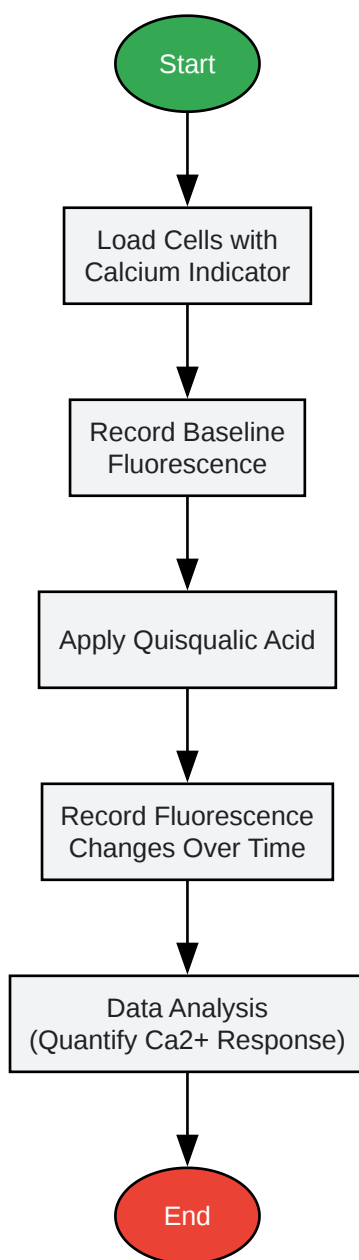 Start
Load Cells with
Calcium Indicator
Record Baseline
Fluorescence
Apply Quisqualic Acid
Record Fluorescence
Changes Over Time
Data Analysis
(Quantify Ca2+ Response)
End